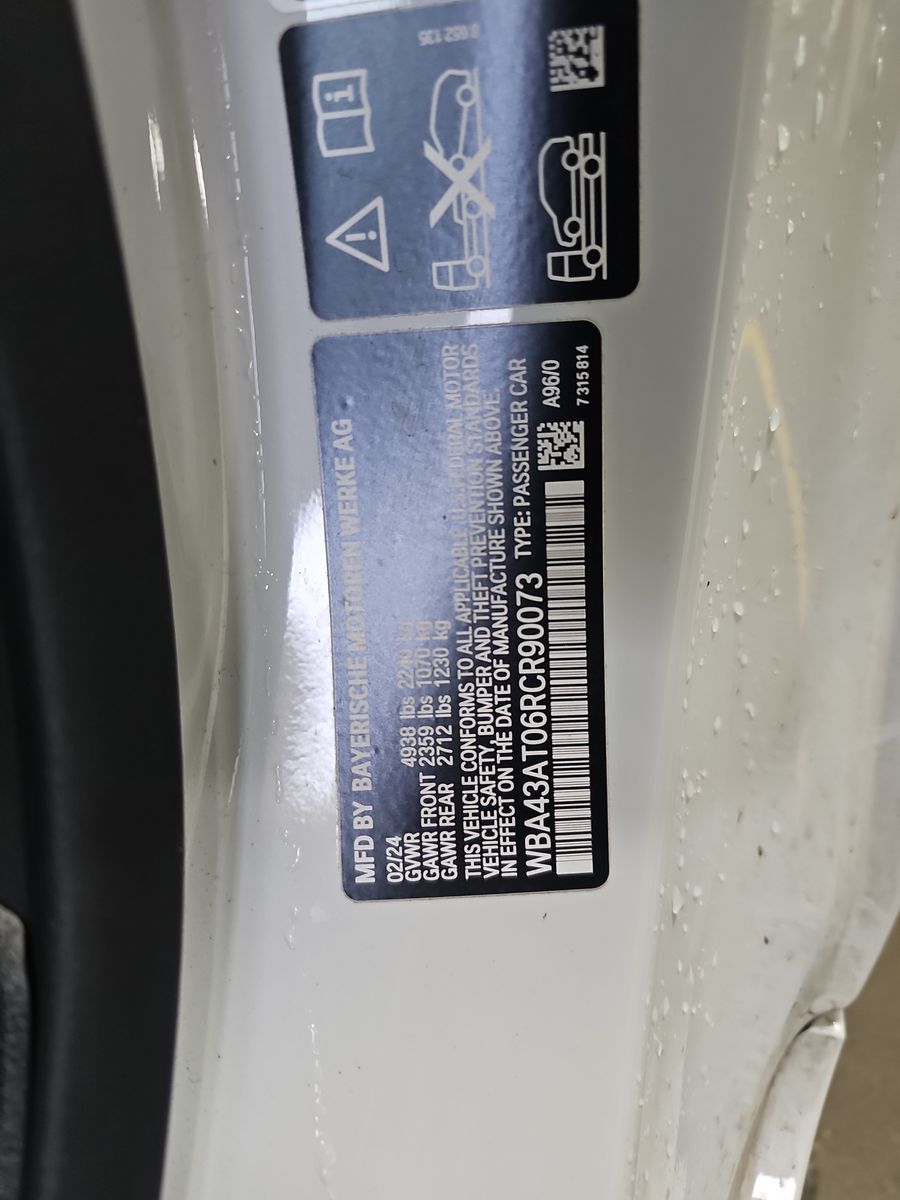 8 652 135
MFD BY BAYERISCHE MOTOREN WERKE AG
02/24
GVWR 4938 lbs 2240 kg
GAWR FRONT 2359 lbs 1070 kg
GAWR REAR 2712 lbs 1230 kg
THIS VEHICLE CONFORMS TO ALL APPLICABLE U.S. FEDERAL MOTOR
VEHICLE SAFETY, BUMPER AND THEFT PREVENTION STANDARDS
IN EFFECT ON THE DATE OF MANUFACTURE SHOWN ABOVE.
WBA43AT06RCR90073 TYPE: PASSENGER CAR
A96/0
7 315 814